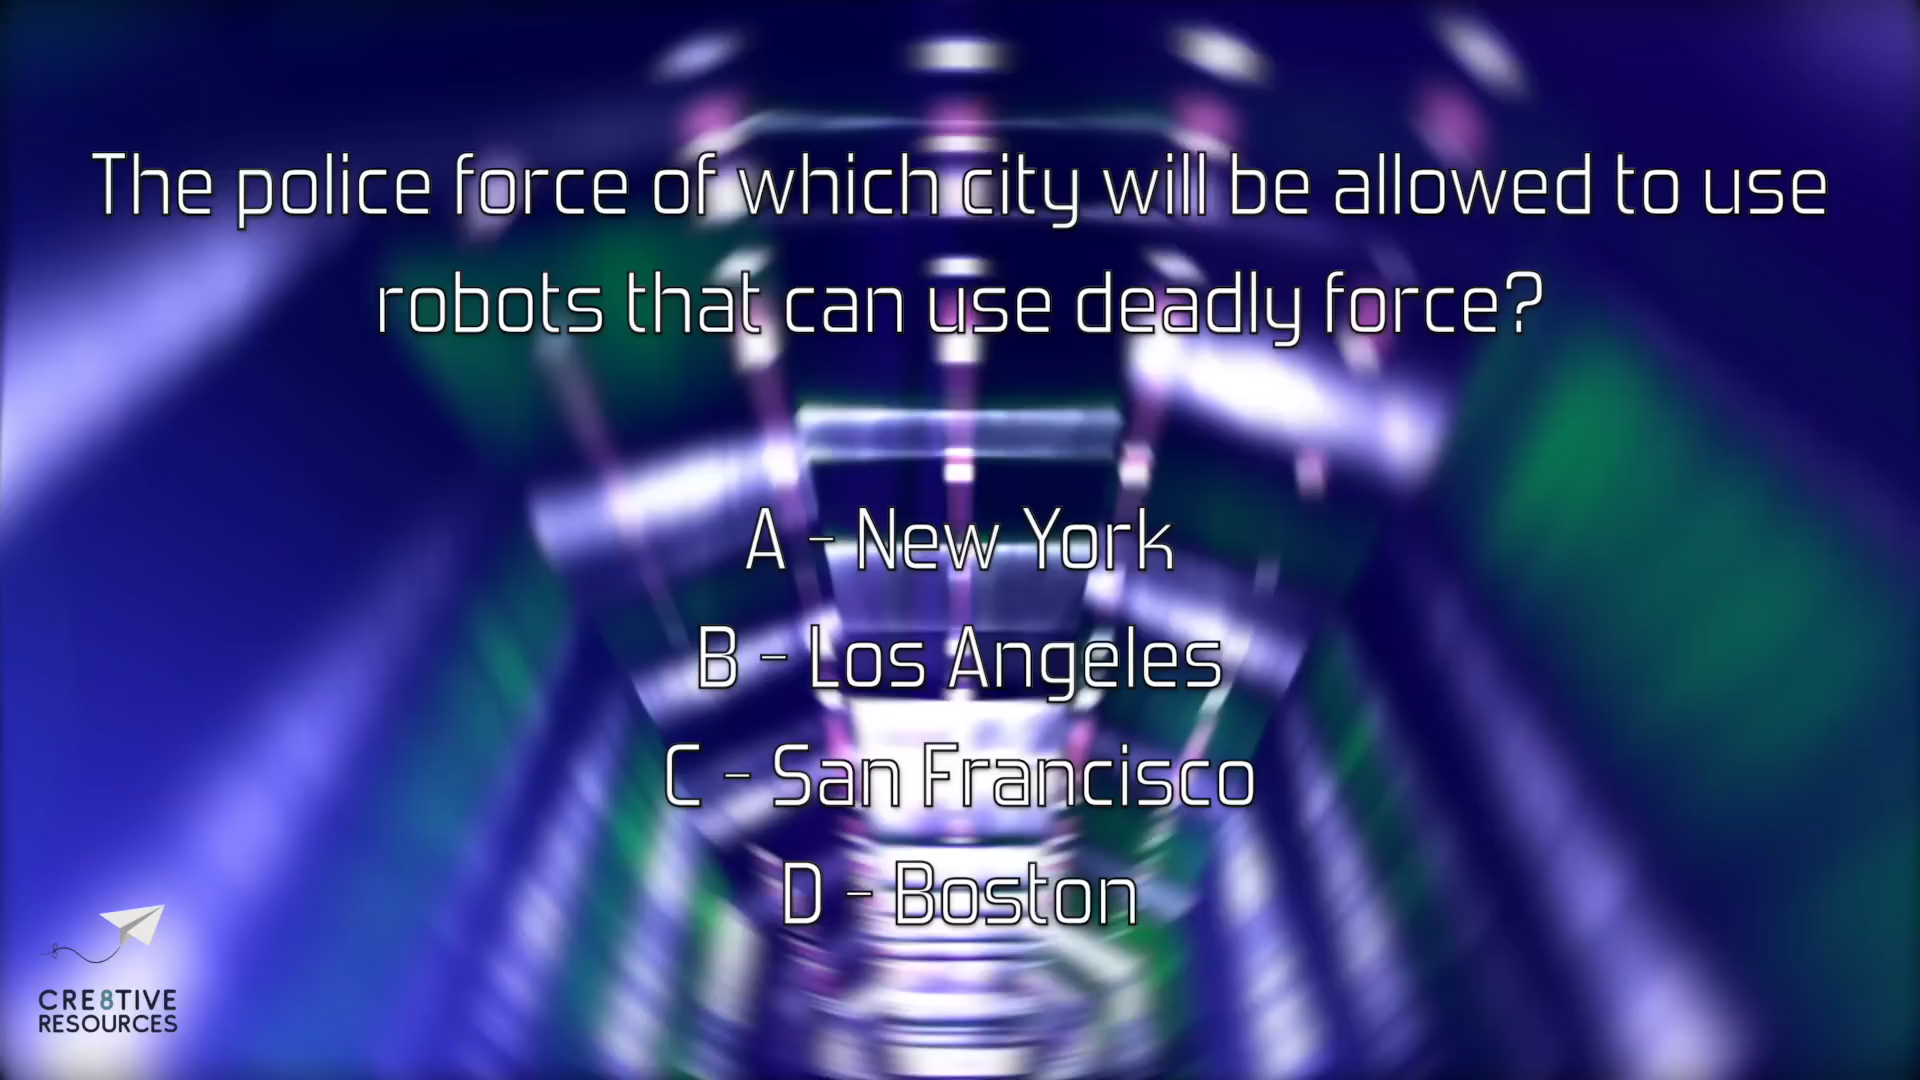 The police force of which city will be allowed to use
robots that can use deadly force?
A - New York
B - Los Angeles
C - San Francisco
D - Boston
CRE8TIVE
RESOURCES